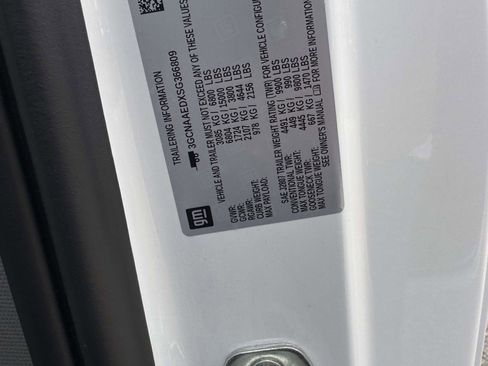 TRAILERING INFORMATION
3GCNAAEDXSG366809
VEHICLE AND TRAILER MUST NOT EXCEED ANY OF THESE VALUES
GVWR: 3085 KG / 6800 LBS
GCWR: 6804 KG / 15000 LBS
RGAWR: 1724 KG / 3800 LBS
CURB WEIGHT: 2107 KG / 4644 LBS
MAX PAYLOAD: 978 KG / 2156 LBS
SAE J2807 TRAILER WEIGHT RATING (TWR) FOR VEHICLE CONFIGU
CONVENTIONAL TWR: 4491 KG / 9900 LBS
MAX TONGUE WEIGHT: 449 KG / 990 LBS
GOOSENECK TWR: 4445 KG / 9800 LBS
MAX TONGUE WEIGHT: 667 KG / 1470 LBS
SEE OWNER'S MANUAL FOR MORE INFORMATION
gm